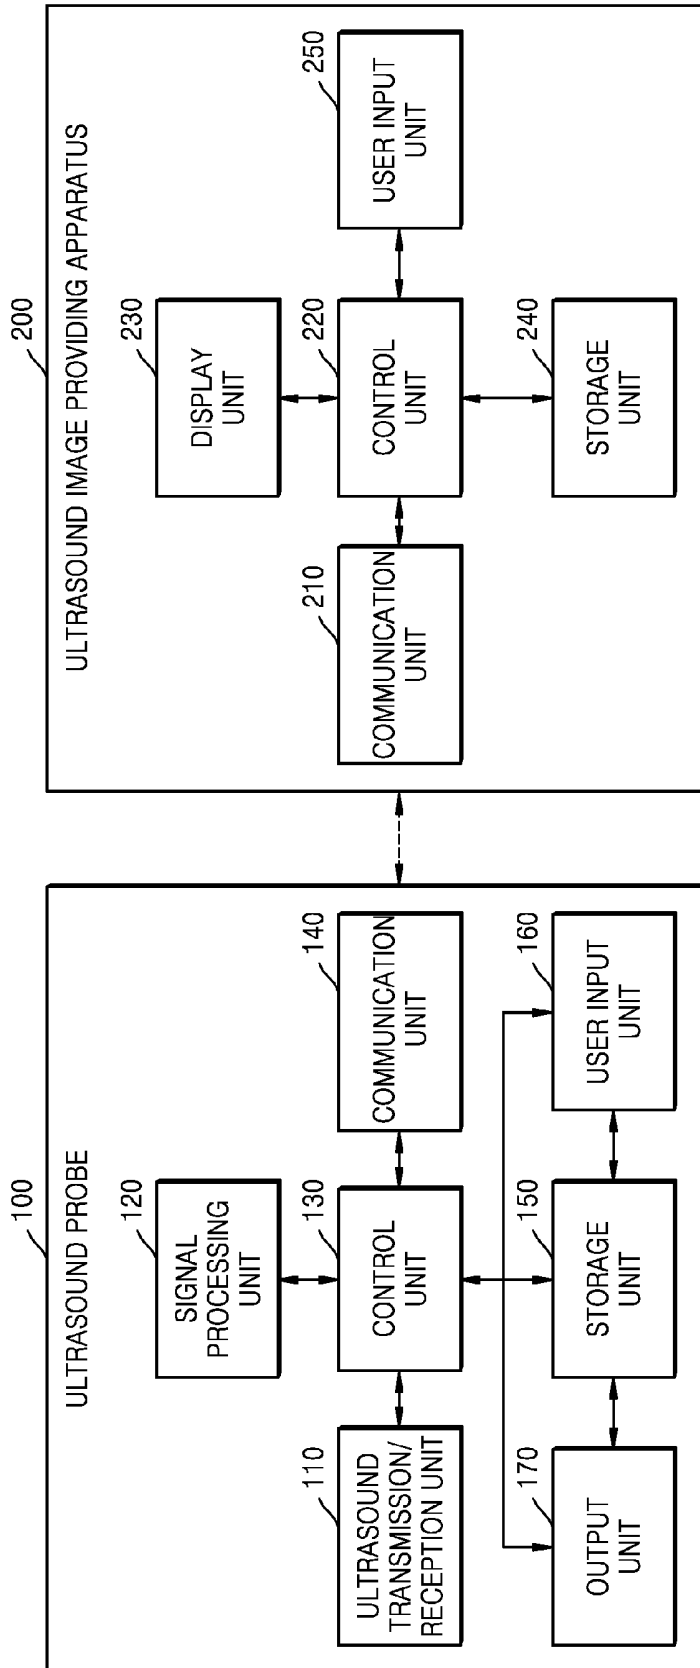 100
ULTRASOUND PROBE
120
SIGNAL
PROCESSING
UNIT
110
ULTRASOUND
TRANSMISSION/
RECEPTION UNIT
130
CONTROL
UNIT
140
COMMUNICATION
UNIT
170
OUTPUT
UNIT
150
STORAGE
UNIT
160
USER INPUT
UNIT
200
ULTRASOUND IMAGE PROVIDING APPARATUS
230
DISPLAY
UNIT
210
COMMUNICATION
UNIT
220
CONTROL
UNIT
250
USER INPUT
UNIT
240
STORAGE
UNIT